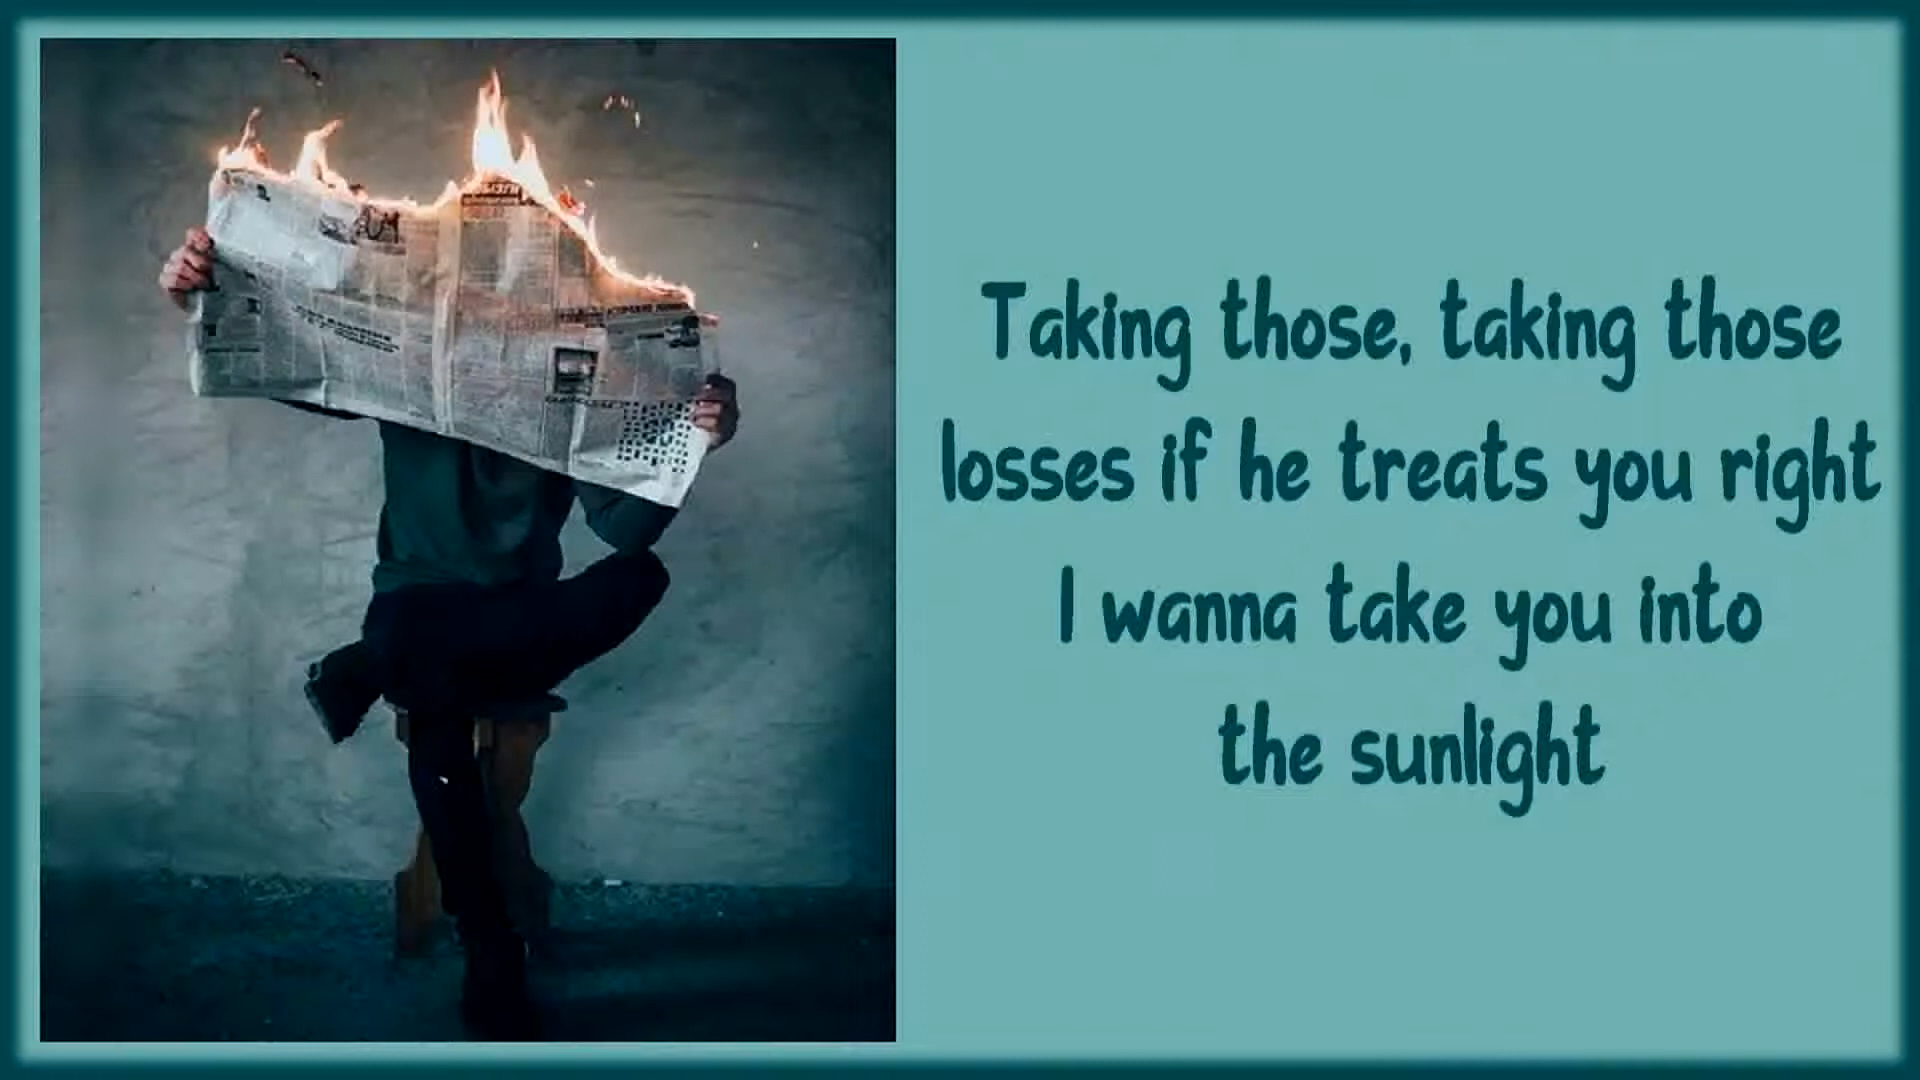 Taking those, taking those
losses if he treats you right
I wanna take you into
the sunlight